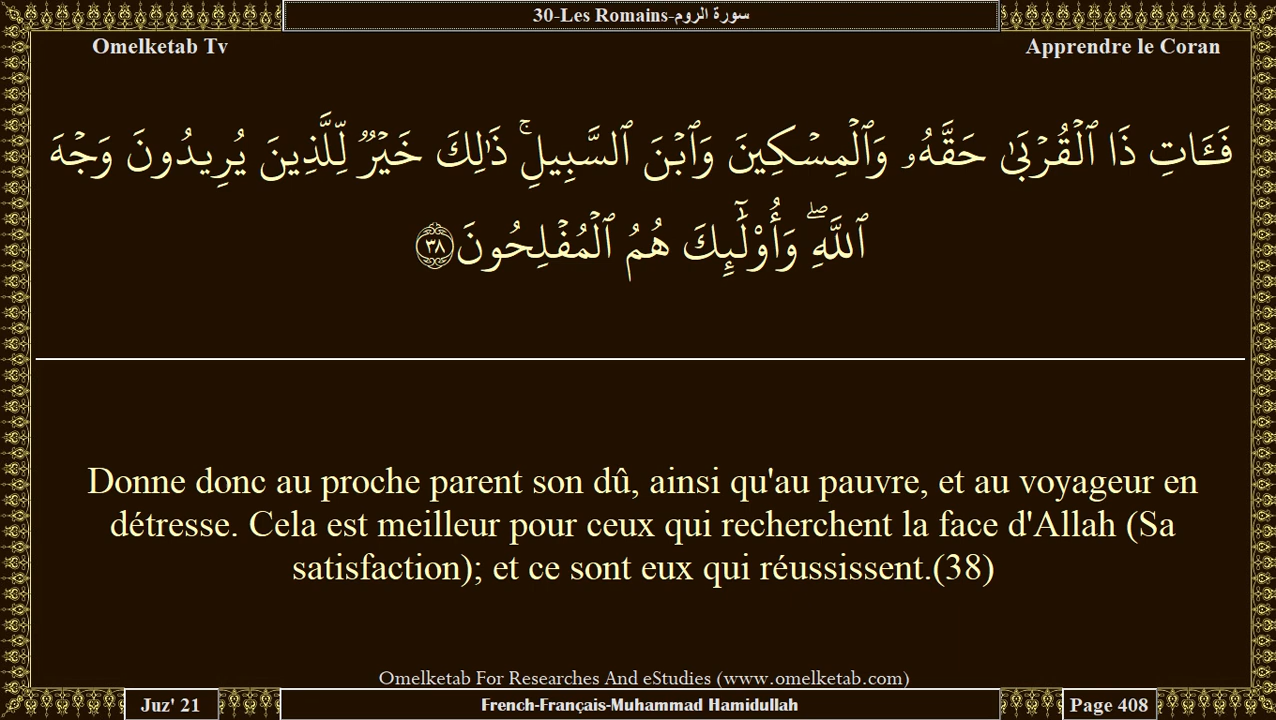 30-Les Romains-سورة الروم
Omelketab Tv
Apprendre le Coran
فَـَٔاتِ ذَا ٱلۡقُرۡبَىٰ حَقَّهُۥ وَٱلۡمِسۡكِينَ وَٱبۡنَ ٱلسَّبِيلِۚ ذَٰلِكَ خَيۡرٞ لِّلَّذِينَ يُرِيدُونَ وَجۡهَ
ٱللَّهِۖ وَأُوْلَٰٓئِكَ هُمُ ٱلۡمُفۡلِحُونَ ٣٨
Donne donc au proche parent son dû, ainsi qu'au pauvre, et au voyageur en
détresse. Cela est meilleur pour ceux qui recherchent la face d'Allah (Sa
satisfaction); et ce sont eux qui réussissent.(38)
Omelketab For Researches And eStudies (www.omelketab.com)
Juz' 21
French-Français-Muhammad Hamidullah
Page 408